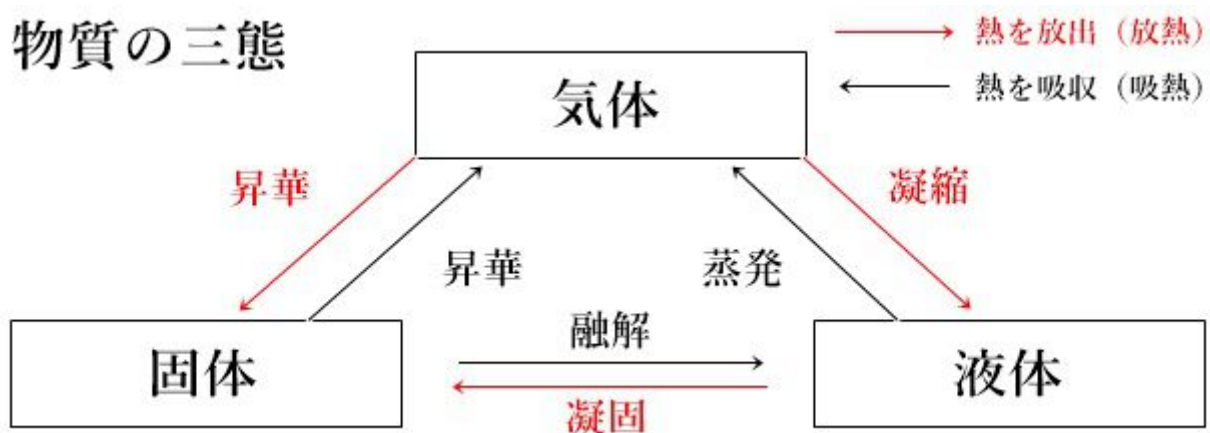 物質の三態
熱を放出（放熱）
熱を吸収（吸熱）
気体
昇華
凝縮
昇華
蒸発
融解
固体
液体
凝固